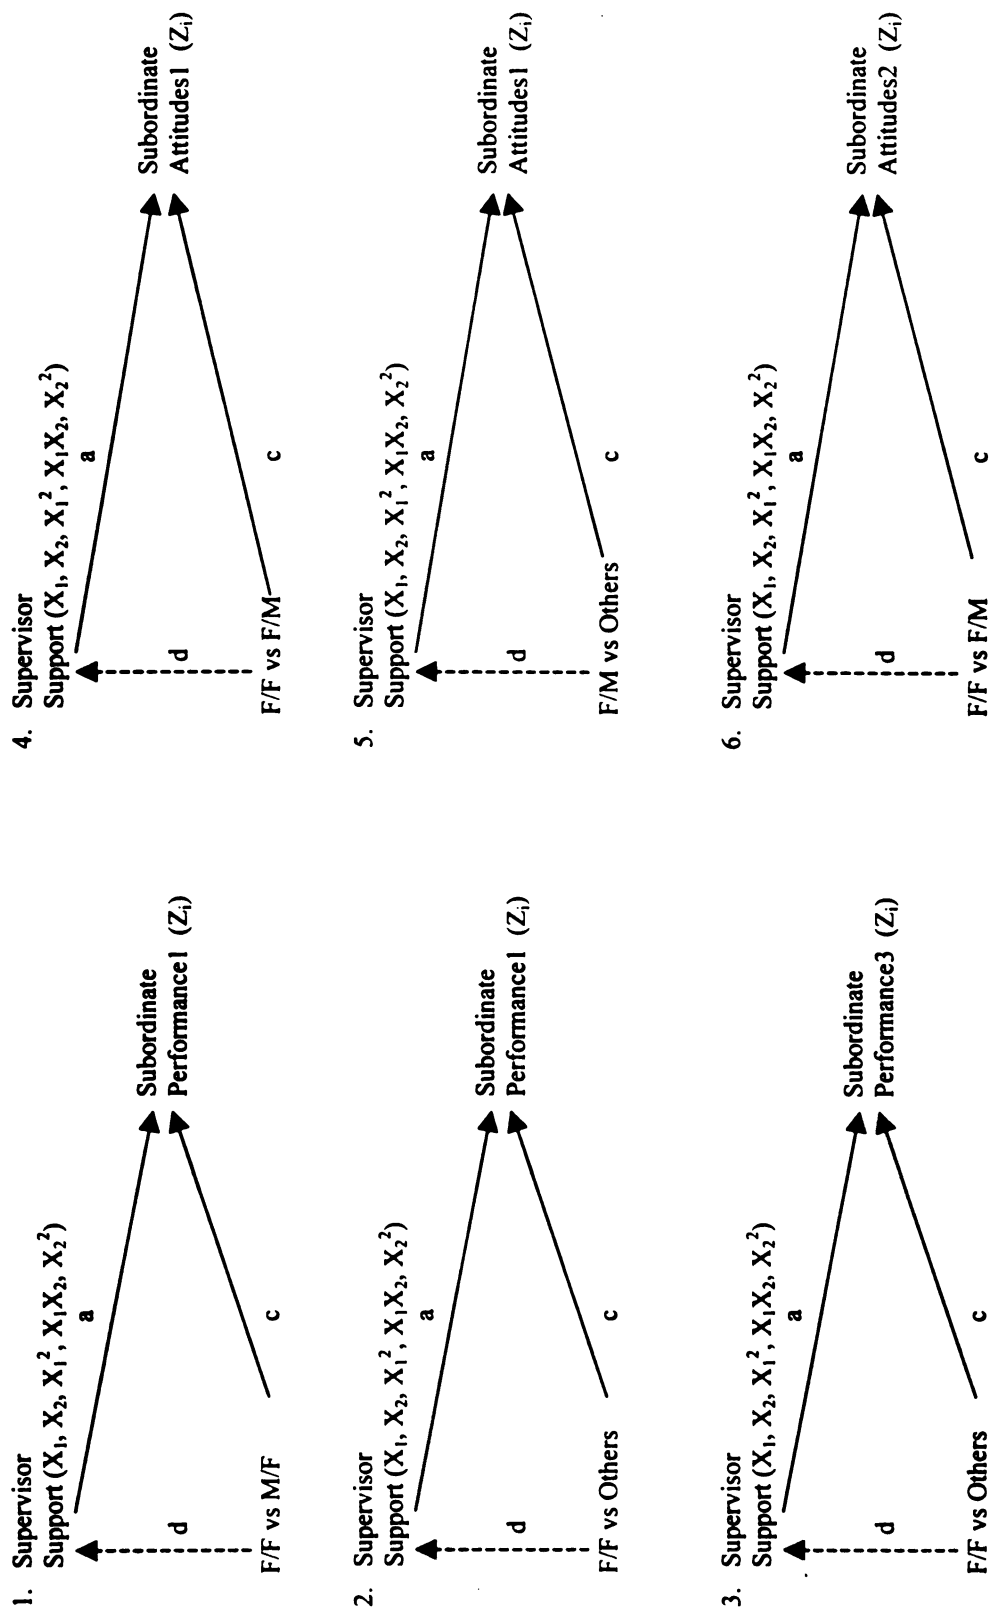 1. Supervisor
Support (X₁, X₂, X₁², X₁X₂, X₂²)
a
d
Subordinate
Performance1 (Zᵢ)
c
F/F vs M/F
2. Supervisor
Support (X₁, X₂, X₁², X₁X₂, X₂²)
a
d
Subordinate
Performance1 (Zᵢ)
c
F/F vs Others
3. Supervisor
Support (X₁, X₂, X₁², X₁X₂, X₂²)
a
d
Subordinate
Performance3 (Zᵢ)
c
F/F vs Others
4. Supervisor
Support (X₁, X₂, X₁², X₁X₂, X₂²)
a
d
Subordinate
Attitudes1 (Zᵢ)
c
F/F vs F/M
5. Supervisor
Support (X₁, X₂, X₁², X₁X₂, X₂²)
a
d
Subordinate
Attitudes1 (Zᵢ)
c
F/M vs Others
6. Supervisor
Support (X₁, X₂, X₁², X₁X₂, X₂²)
a
d
Subordinate
Attitudes2 (Zᵢ)
c
F/F vs F/M